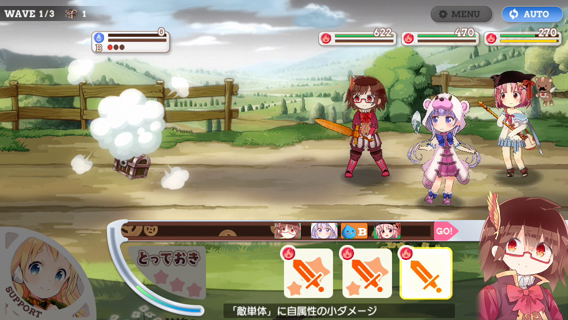 WAVE 1/3 1
MENU
AUTO
0
B
622
470
270
B
GO!
とっておき
SUPPORT
「敵単体」に自属性の小ダメージ